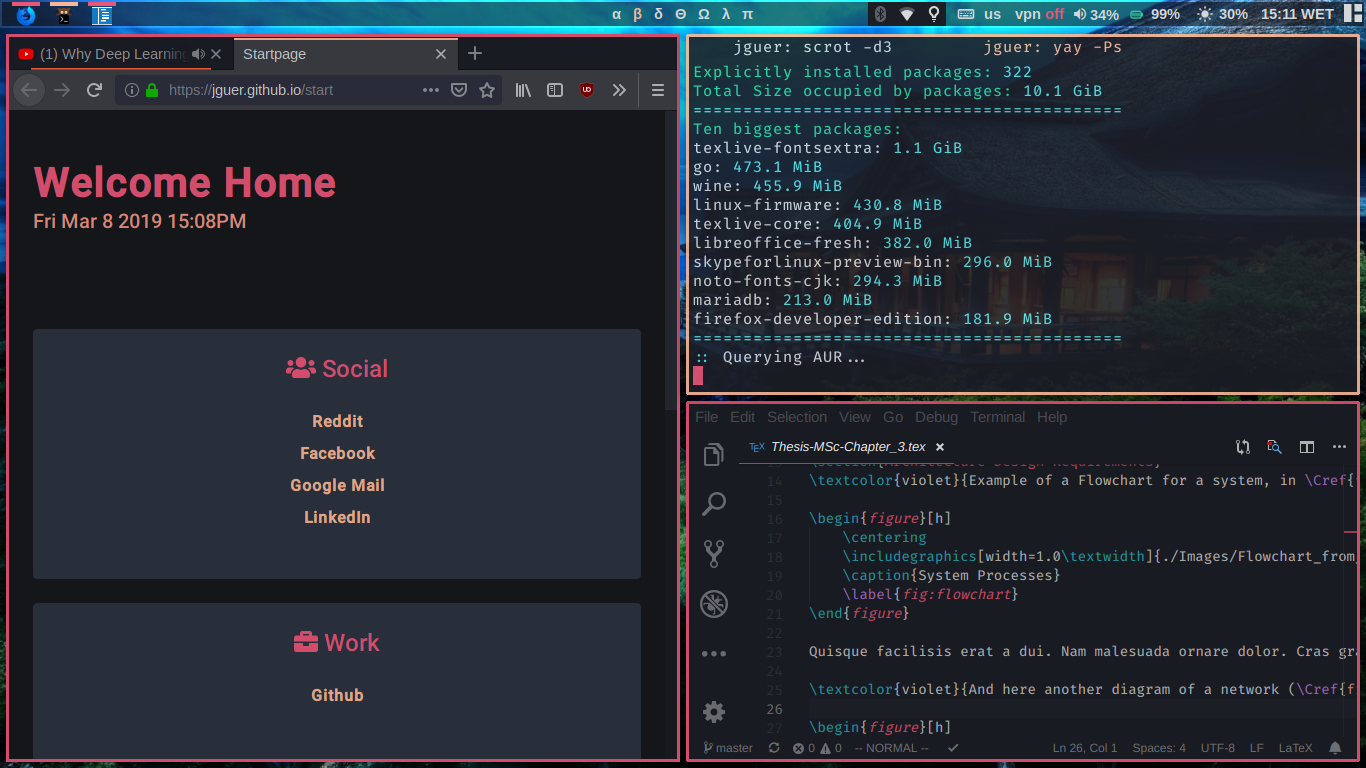 α β δ Θ Ω λ π
us vpn off 34% 99% 30% 15:11 WET
(1) Why Deep Learning
Startpage
https://jguer.github.io/start
Welcome Home
Fri Mar 8 2019 15:08PM
Social
Reddit
Facebook
Google Mail
LinkedIn
Work
Github
jguer: scrot -d3 jguer: yay -Ps
Explicitly installed packages: 322
Total Size occupied by packages: 10.1 GiB
===========================================
Ten biggest packages:
texlive-fontsextra: 1.1 GiB
go: 473.1 MiB
wine: 455.9 MiB
linux-firmware: 430.8 MiB
texlive-core: 404.9 MiB
libreoffice-fresh: 382.0 MiB
skypeforlinux-preview-bin: 296.0 MiB
noto-fonts-cjk: 294.3 MiB
mariadb: 213.0 MiB
firefox-developer-edition: 181.9 MiB
===========================================
:: Querying AUR...
File Edit Selection View Go Debug Terminal Help
TEX Thesis-MSc-Chapter_3.tex
13 \section{Architecture Design Requirements}
14 \textcolor{violet}{Example of a Flowchart for a system, in \Cref{
15
16 \begin{figure}[h]
17 \centering
18 \includegraphics[width=1.0\textwidth]{./Images/Flowchart_from_
19 \caption{System Processes}
20 \label{fig:flowchart}
21 \end{figure}
22
23 Quisque facilisis erat a dui. Nam malesuada ornare dolor. Cras gra
24
25 \textcolor{violet}{And here another diagram of a network (\Cref{f
26
27 \begin{figure}[h]
master 0 0 -- NORMAL -- Ln 26, Col 1 Spaces: 4 UTF-8 LF LaTeX